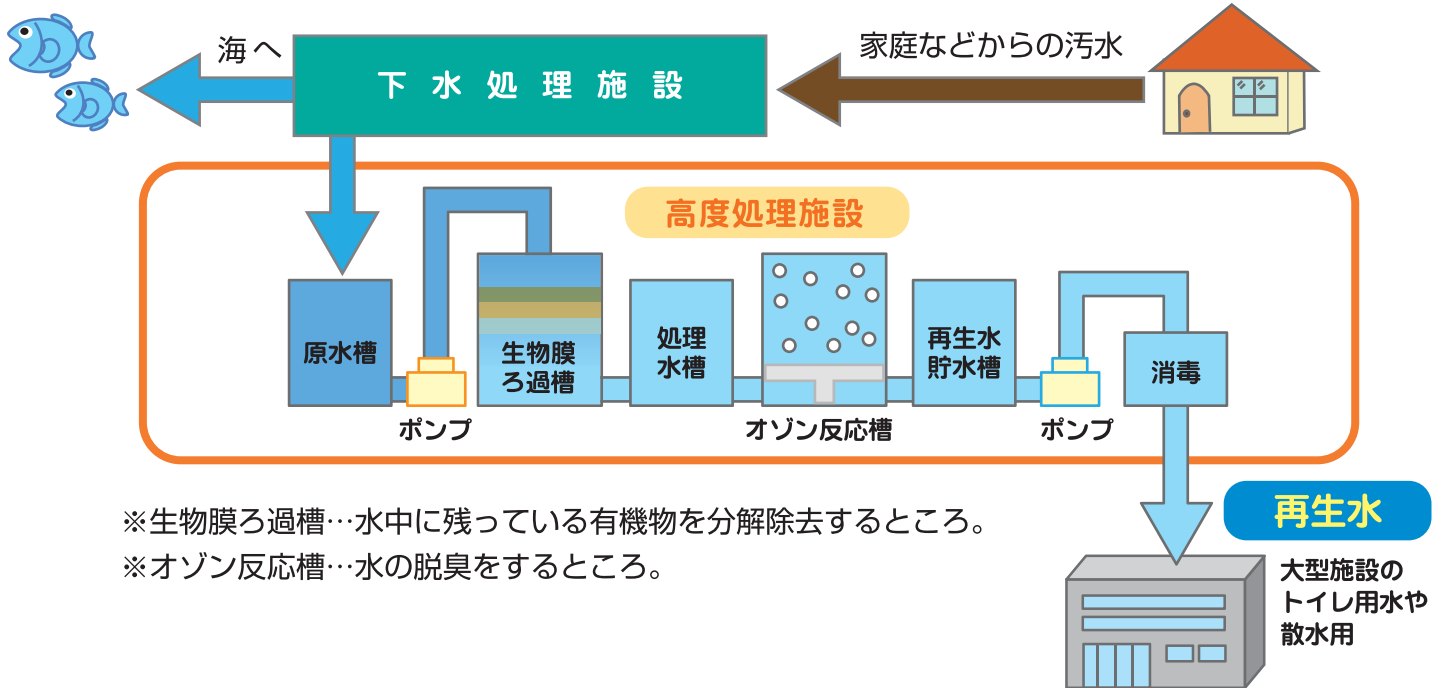 海へ
下水処理施設
家庭などからの汚水
高度処理施設
原水槽
ポンプ
生物膜
ろ過槽
処理
水槽
オゾン反応槽
再生水
貯水槽
ポンプ
消毒
※生物膜ろ過槽…水中に残っている有機物を分解除去するところ。
※オゾン反応槽…水の脱臭をするところ。
再生水
大型施設の
トイレ用水や
散水用